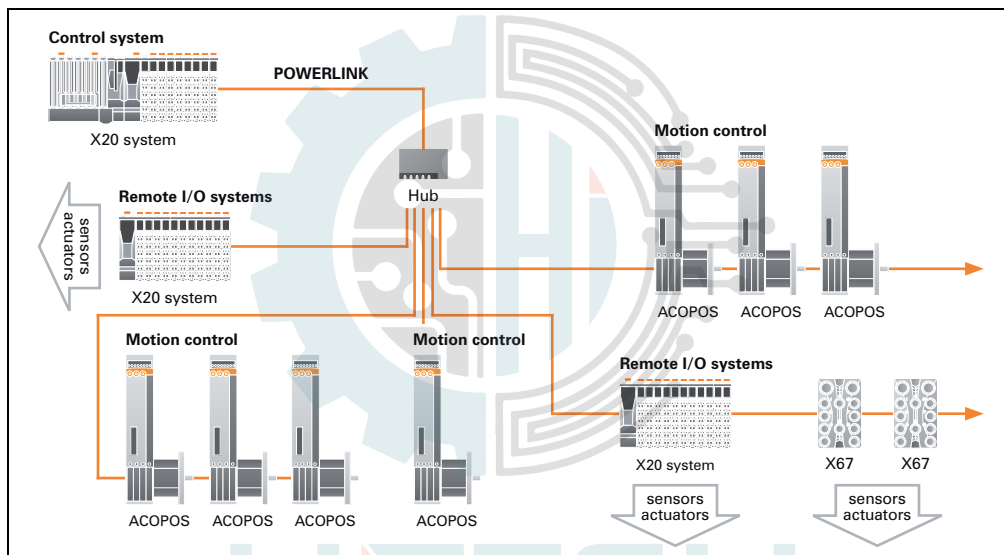 Control system
POWERLINK
X20 system
Motion control
Hub
Remote I/O systems
sensors
actuators
X20 system
ACOPOS
ACOPOS
ACOPOS
Motion control
Motion control
Remote I/O systems
X20 system
X67
X67
ACOPOS
ACOPOS
ACOPOS
ACOPOS
sensors
actuators
sensors
actuators